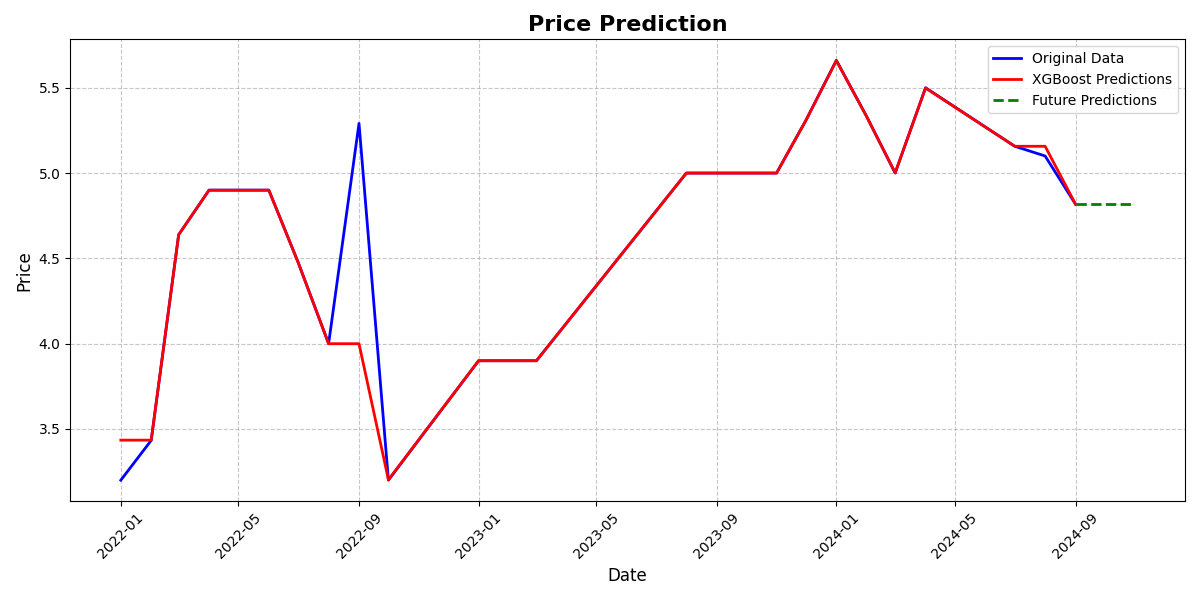 Price Prediction
Original Data
XGBoost Predictions
Future Predictions
Price
5.5
5.0
4.5
4.0
3.5
2022-01
2022-05
2022-09
2023-01
2023-05
2023-09
2024-01
2024-05
2024-09
Date